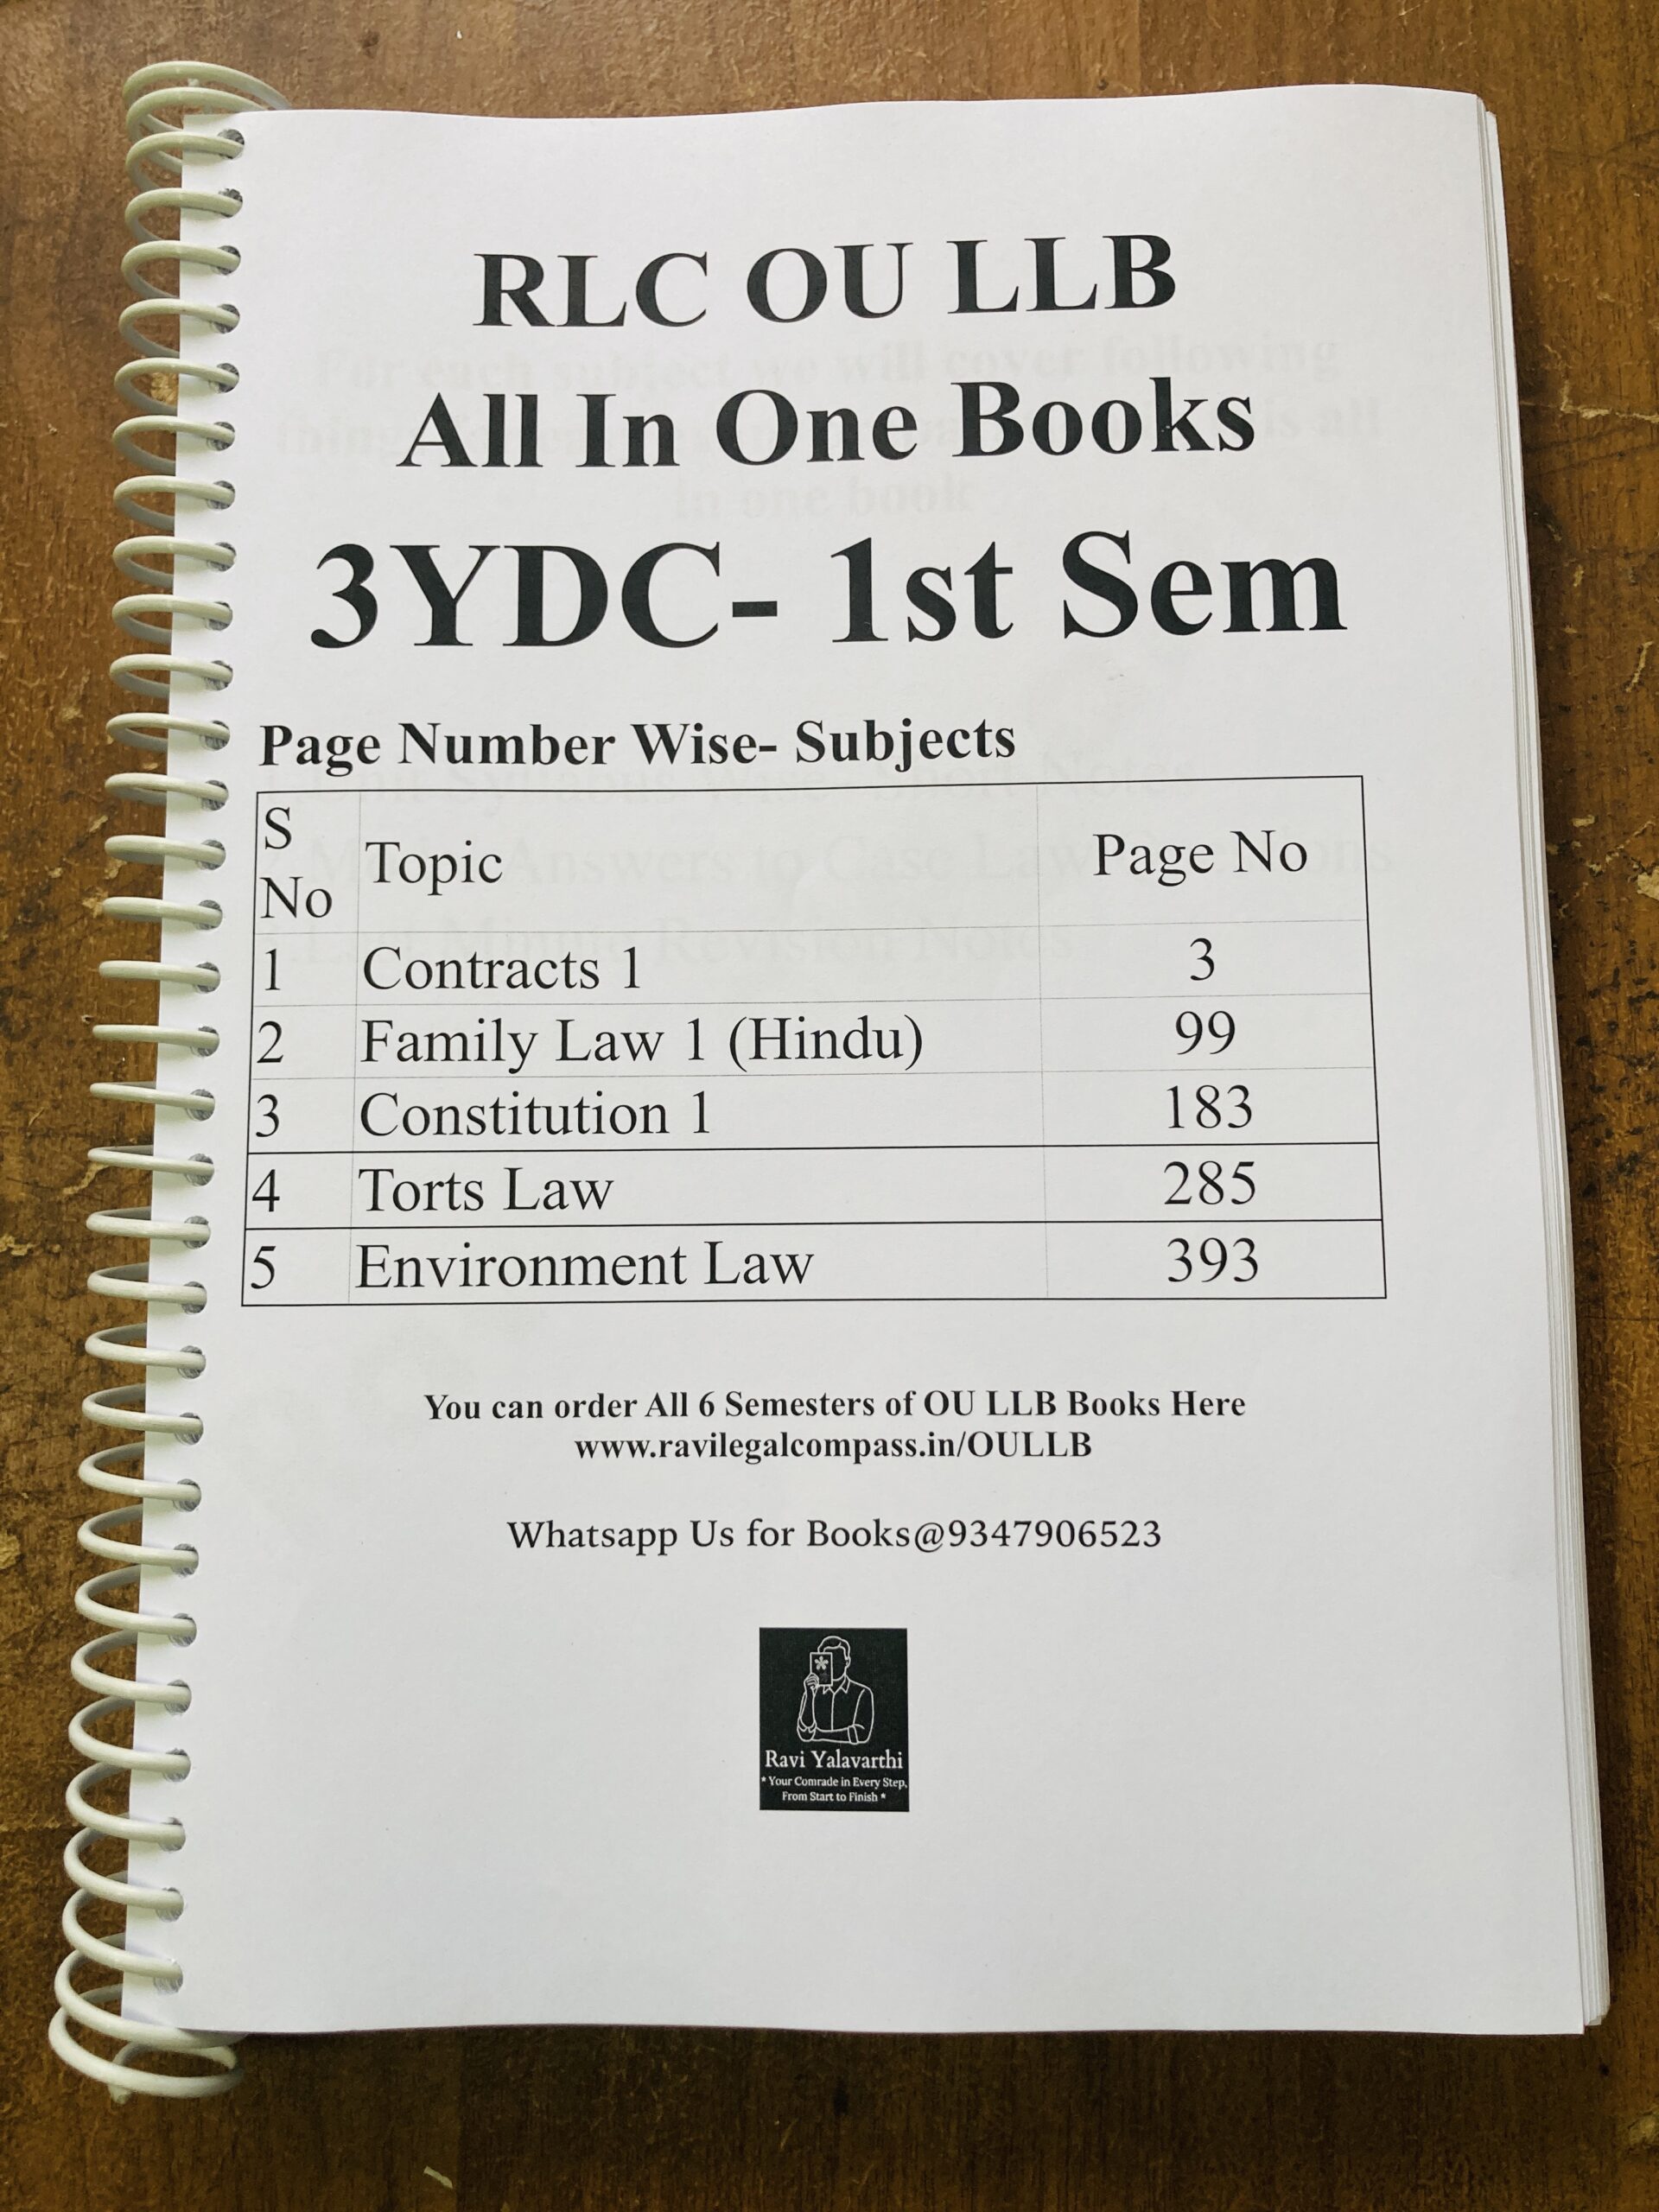 RLC OU LLB
All In One Books
3YDC- 1st Sem
Page Number Wise- Subjects
S No Topic Page No
1 Contracts 1 3
2 Family Law 1 (Hindu) 99
3 Constitution 1 183
4 Torts Law 285
5 Environment Law 393
You can order All 6 Semesters of OU LLB Books Here
www.ravilegalcompass.in/OULLB
Whatsapp Us for Books@9347906523
Ravi Yalavarthi
* Your Comrade in Every Step,
From Start to Finish *